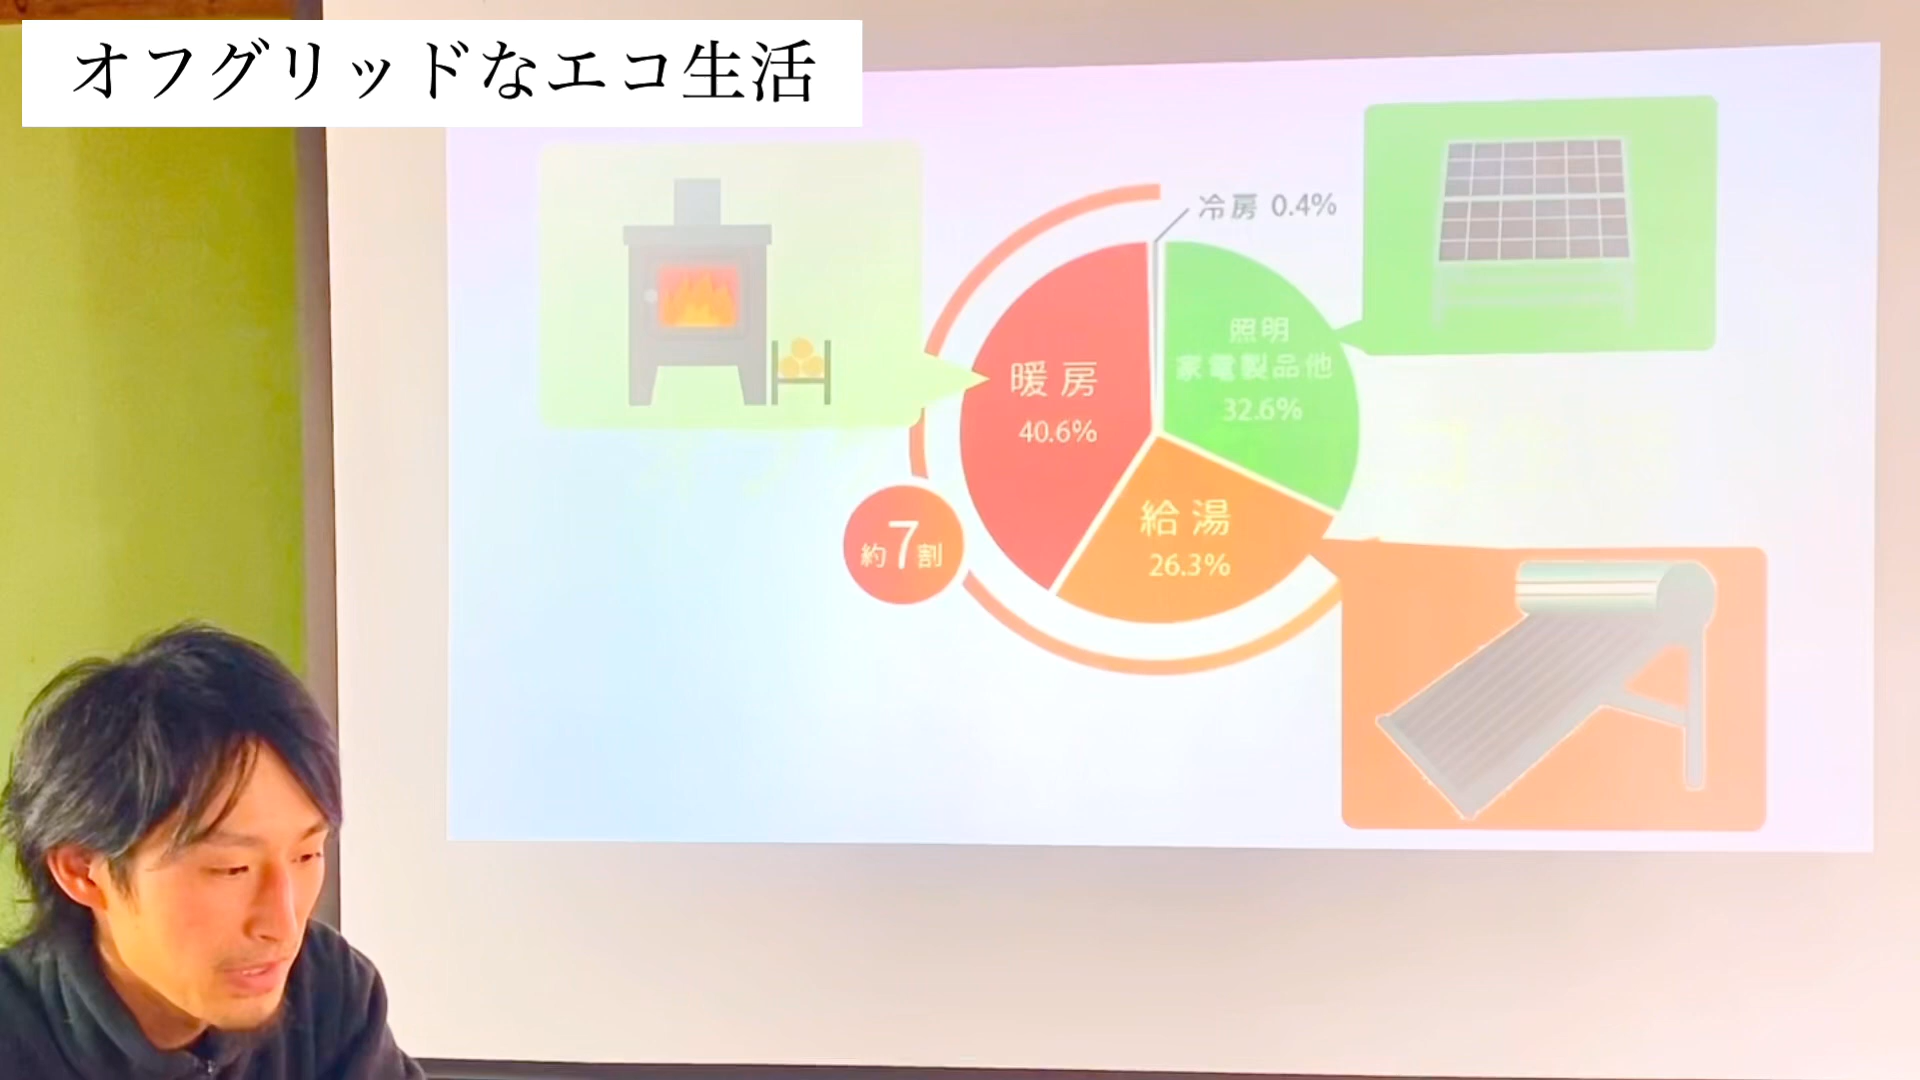 オフグリッドなエコ生活
冷房 0.4%
照明
家電製品他
32.6%
暖房
40.6%
給湯
26.3%
約7割